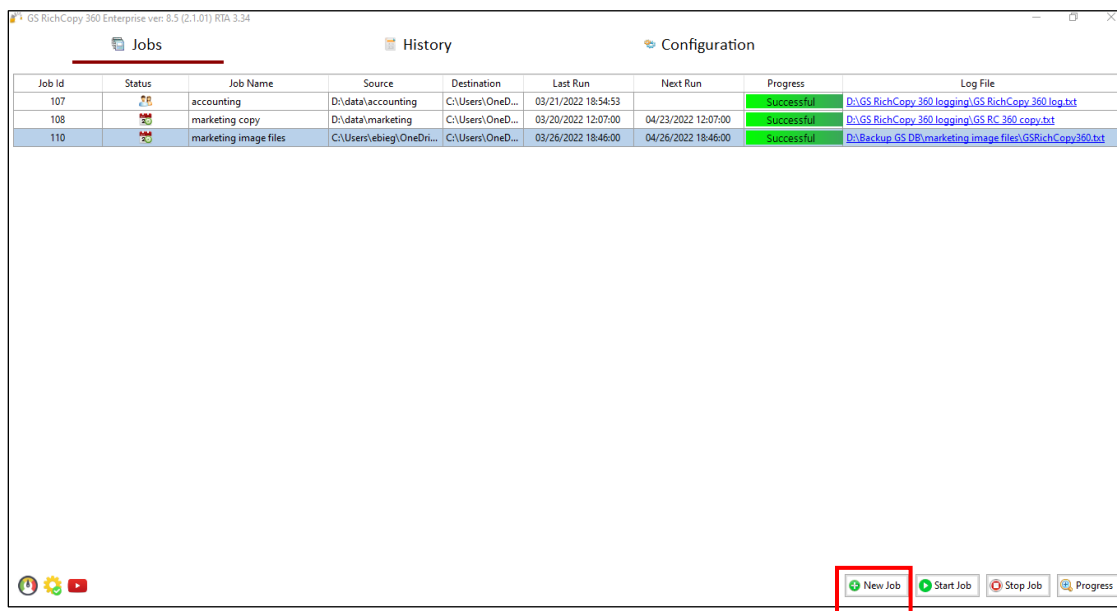 GS RichCopy 360 Enterprise ver: 8.5 (2.1.01) RTA 3.34
Jobs History Configuration
Job Id Status Job Name Source Destination Last Run Next Run Progress Log File
107 accounting D:\data\accounting C:\Users\OneD... 03/21/2022 18:54:53 Successful D:\GS RichCopy 360 logging\GS RichCopy 360 log.txt
108 marketing copy D:\data\marketing C:\Users\OneD... 03/20/2022 12:07:00 04/23/2022 12:07:00 Successful D:\GS RichCopy 360 logging\GS RC 360 copy.txt
110 marketing image files C:\Users\ebieg\OneDri... C:\Users\OneD... 03/26/2022 18:46:00 04/26/2022 18:46:00 Successful D:\Backup GS DB\marketing image files\GSRichCopy360.txt
New Job Start Job Stop Job Progress